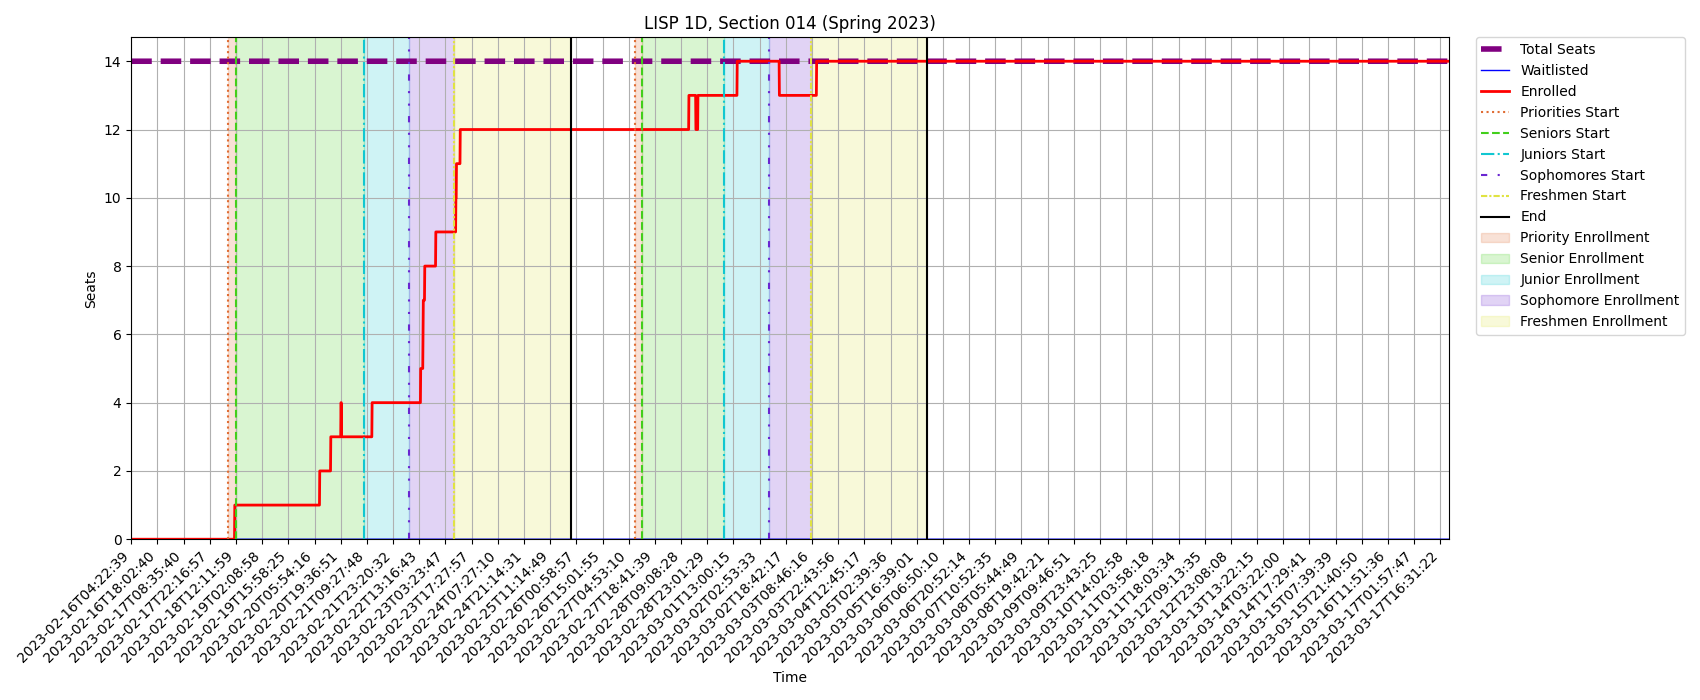 LISP 1D, Section 014 (Spring 2023)
Seats
14
12
10
8
6
4
2
0
2023-02-16T04:22:39
2023-02-16T18:02:40
2023-02-17T08:35:40
2023-02-17T22:16:57
2023-02-18T12:11:59
2023-02-19T02:08:58
2023-02-19T15:58:25
2023-02-20T05:54:16
2023-02-20T19:36:51
2023-02-21T09:27:48
2023-02-21T23:20:32
2023-02-22T13:16:43
2023-02-23T03:23:47
2023-02-23T17:27:57
2023-02-24T07:27:10
2023-02-24T21:14:31
2023-02-25T11:14:49
2023-02-26T00:58:57
2023-02-26T15:01:55
2023-02-27T04:53:10
2023-02-27T18:41:39
2023-02-28T09:08:28
2023-02-28T23:01:29
2023-03-01T13:00:15
2023-03-02T02:53:33
2023-03-02T18:42:17
2023-03-03T08:46:16
2023-03-03T22:43:56
2023-03-04T12:45:17
2023-03-05T02:39:36
2023-03-05T16:39:01
2023-03-06T06:50:10
2023-03-06T20:52:14
2023-03-07T10:52:35
2023-03-08T05:44:49
2023-03-08T19:42:21
2023-03-09T09:46:51
2023-03-09T23:43:25
2023-03-10T14:02:58
2023-03-11T03:58:18
2023-03-11T18:03:34
2023-03-12T09:13:35
2023-03-12T23:08:08
2023-03-13T13:22:15
2023-03-14T03:22:00
2023-03-14T17:29:41
2023-03-15T07:39:39
2023-03-15T21:40:50
2023-03-16T11:51:36
2023-03-17T01:57:47
2023-03-17T16:31:22
Time
Total Seats
Waitlisted
Enrolled
Priorities Start
Seniors Start
Juniors Start
Sophomores Start
Freshmen Start
End
Priority Enrollment
Senior Enrollment
Junior Enrollment
Sophomore Enrollment
Freshmen Enrollment